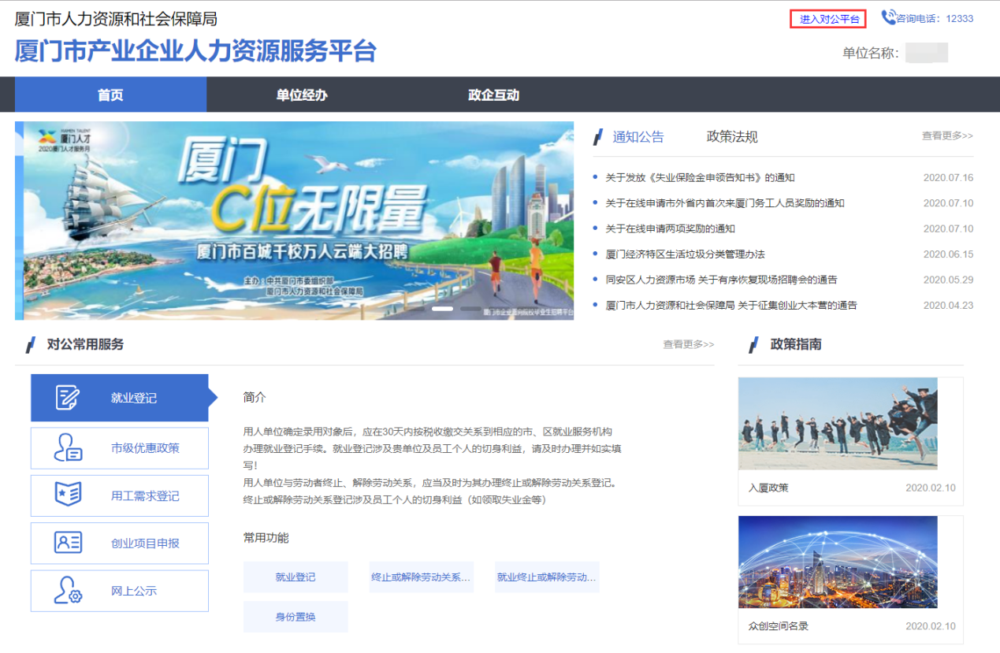 厦门市人力资源和社会保障局
进入对公平台
咨询电话：12333
厦门市产业企业人力资源服务平台
单位名称：
首页
单位经办
政企互动
XIAMEN TALENT
厦门人才
2020厦门人才服务月
厦门
C位无限量
厦门市百城千校万人云端大招聘
主办：中共厦门市委组织部
厦门市人力资源和社会保障局
厦门市企业面向院校毕业生招聘平台
通知公告
政策法规
查看更多>>
关于发放《失业保险金申领告知书》的通知 2020.07.16
关于在线申请市外省内首次来厦门务工人员奖励的通知 2020.07.10
关于在线申请两项奖励的通知 2020.07.10
厦门经济特区生活垃圾分类管理办法 2020.06.15
同安区人力资源市场 关于有序恢复现场招聘会的通告 2020.05.29
厦门市人力资源和社会保障局 关于征集创业大本营的通告 2020.04.23
对公常用服务
查看更多>>
就业登记
市级优惠政策
用工需求登记
创业项目申报
网上公示
简介
用人单位确定录用对象后，应在30天内按税收缴交关系到相应的市、区就业服务机构
办理就业登记手续。就业登记涉及贵单位及员工个人的切身利益，请及时办理并如实填
写！
用人单位与劳动者终止、解除劳动关系，应当及时为其办理终止或解除劳动关系登记。
终止或解除劳动关系登记涉及员工个人的切身利益（如领取失业金等）
常用功能
就业登记
终止或解除劳动关系...
就业终止或解除劳动...
身份置换
政策指南
入厦政策 2020.02.10
众创空间名录 2020.02.10